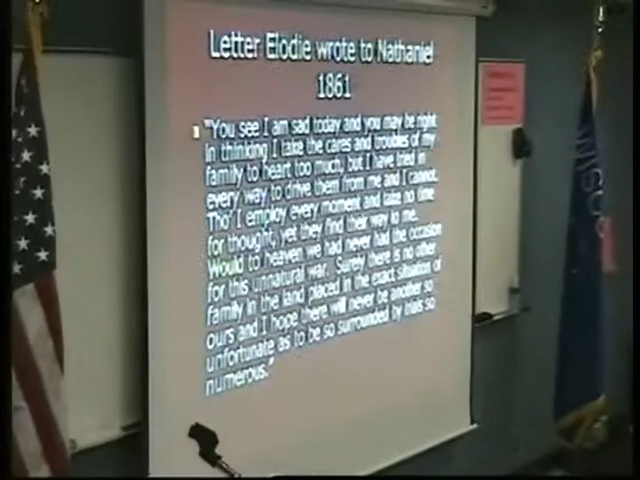 Letter Elodie wrote to Nathaniel
1861
"You see I am sad today and you may be right
in thinking I take the cares and troubles of my
family to heart too much, but I have tried in
every way to drive them from me and I cannot.
Tho' I employ every moment and take no time
for thought, yet they find their way to me.
Would to heaven we had never had the occasion
for this unnatural war. Surely there is no other
family in the land placed in the exact situation of
ours and I hope there will never be another so
unfortunate as to be so surrounded by trials so
numerous."